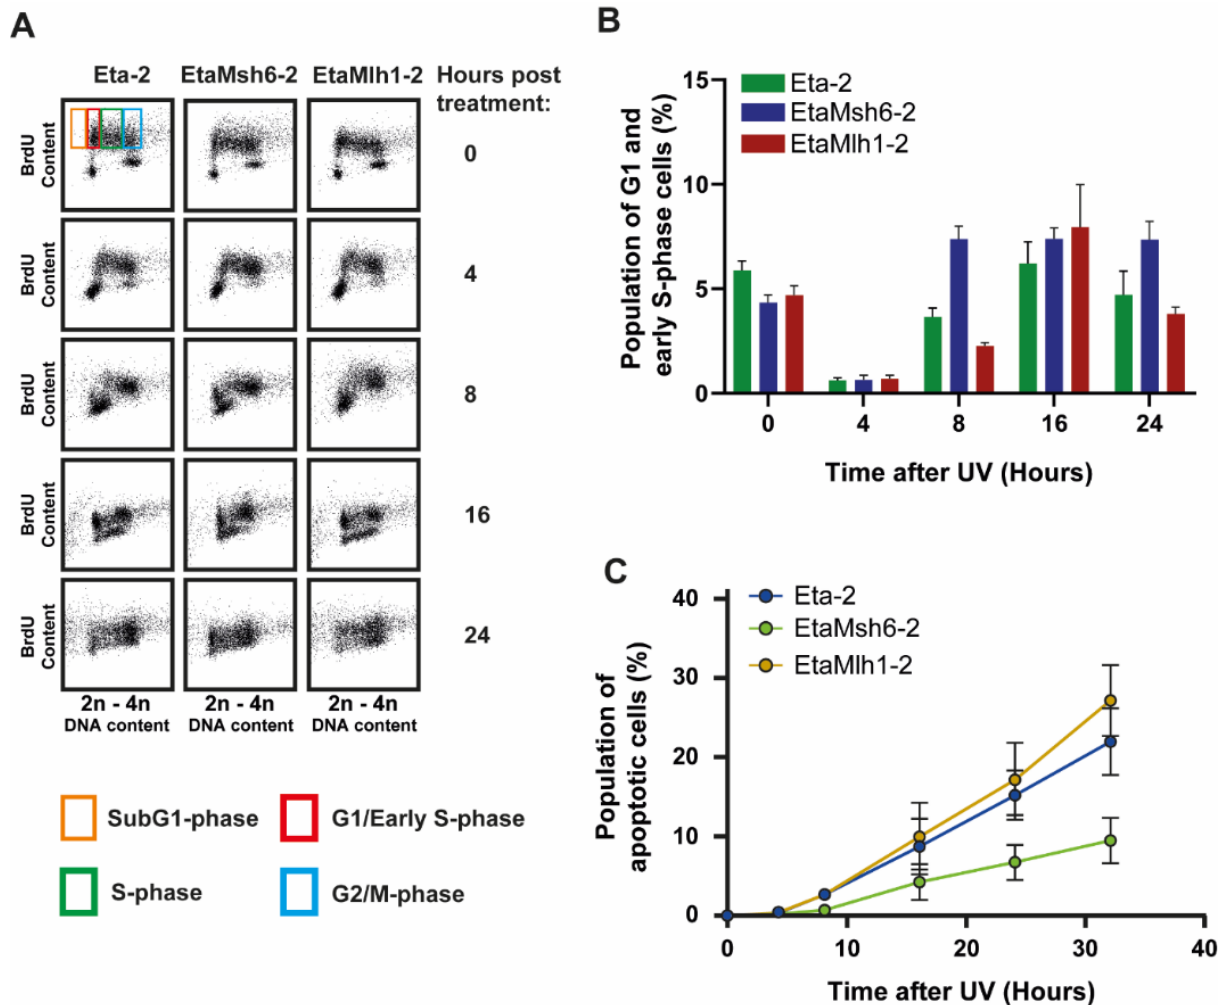 A
Eta-2 EtaMsh6-2 EtaMlh1-2 Hours post
treatment:
BrdU
Content
0
BrdU
Content
4
BrdU
Content
8
BrdU
Content
16
BrdU
Content
24
2n - 4n 2n - 4n 2n - 4n
DNA content DNA content DNA content
SubG1-phase G1/Early S-phase
S-phase G2/M-phase
B
Population of G1 and
early S-phase cells (%)
15
10
5
0
Eta-2
EtaMsh6-2
EtaMlh1-2
0 4 8 16 24
Time after UV (Hours)
C
Population of
apoptotic cells (%)
40
30
20
10
0
Eta-2
EtaMsh6-2
EtaMlh1-2
0 10 20 30 40
Time after UV (Hours)